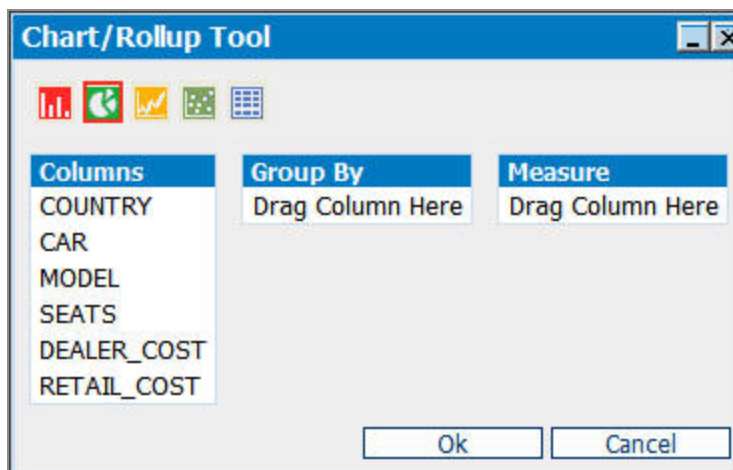 Chart/Rollup Tool
Columns
COUNTRY
CAR
MODEL
SEATS
DEALER_COST
RETAIL_COST
Group By
Drag Column Here
Measure
Drag Column Here
Ok
Cancel